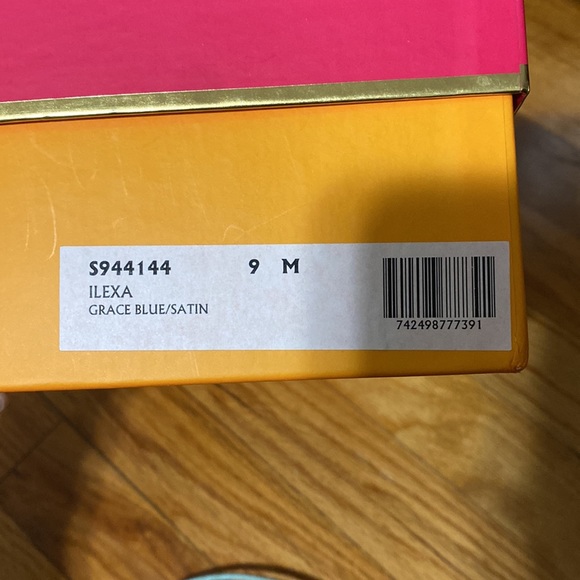 S944144 9 M
ILEXA
GRACE BLUE/SATIN
742498777391